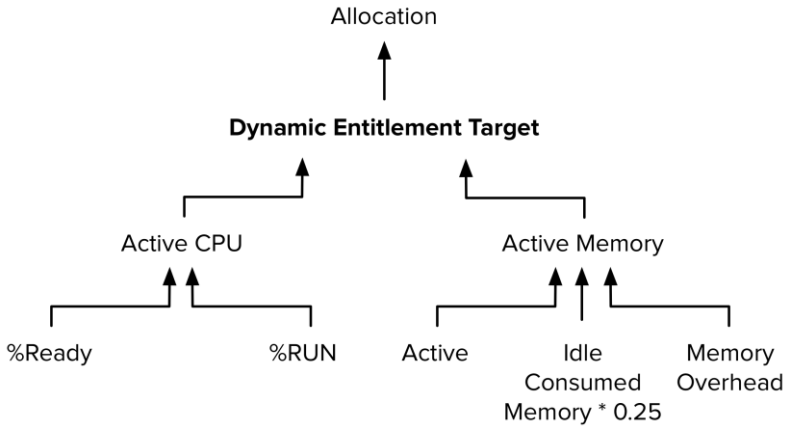 Allocation
Dynamic Entitlement Target
Active CPU
Active Memory
%Ready
%RUN
Active
Idle
Consumed
Memory * 0.25
Memory
Overhead